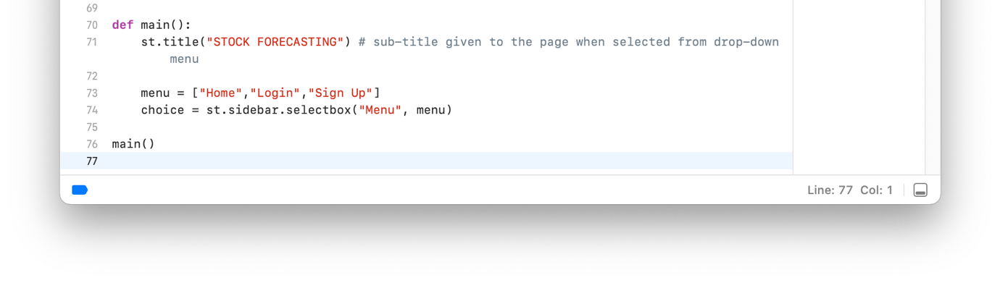 69
70 def main():
71 st.title("STOCK FORECASTING") # sub-title given to the page when selected from drop-down
menu
72
73 menu = ["Home","Login","Sign Up"]
74 choice = st.sidebar.selectbox("Menu", menu)
75
76 main()
77
Line: 77 Col: 1